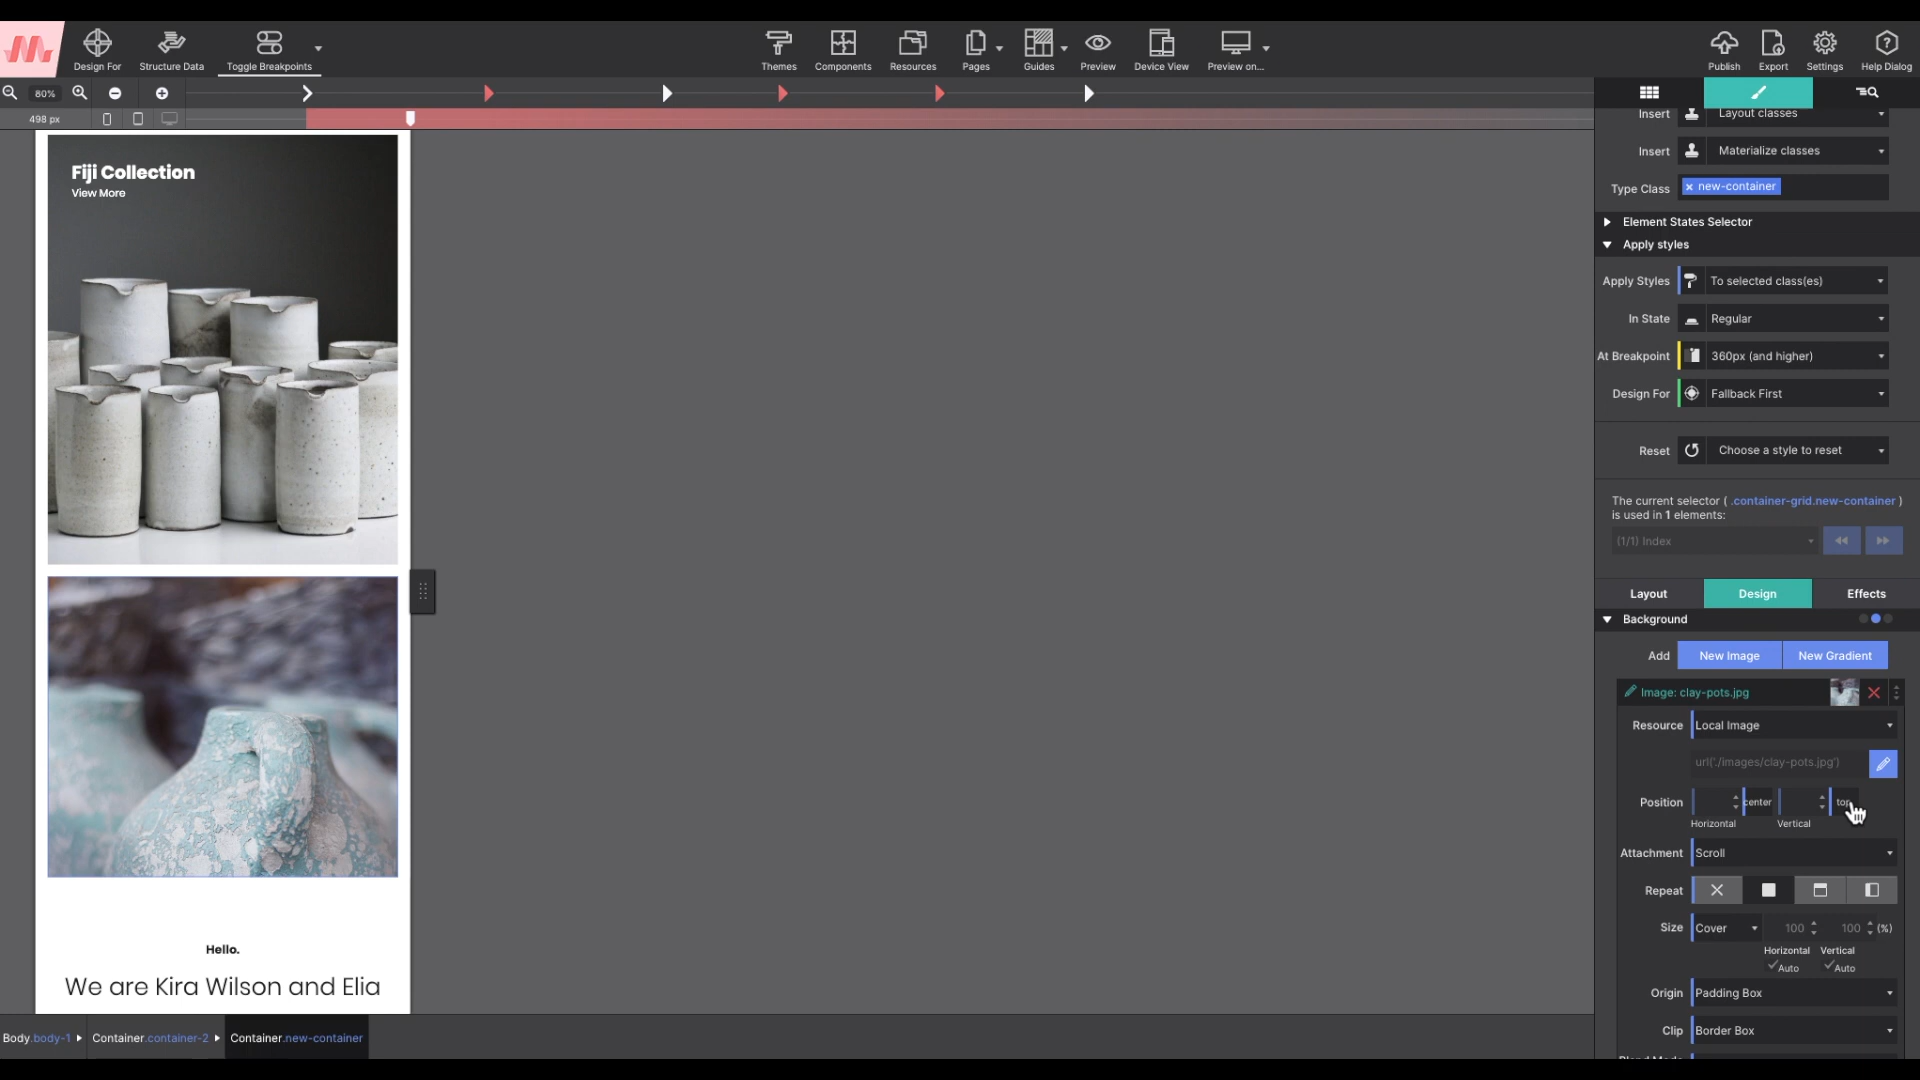 Design For
Structure Data
Toggle Breakpoints
Themes
Components
Resources
Pages
Guides
Preview
Device View
Preview on...
Publish
Export
Settings
Help Dialog
80%
498 px
Fiji Collection
View More
Hello.
We are Kira Wilson and Elia
Body.body-1
Container.container-2
Container.new-container
Insert Layout classes
Insert Materialize classes
Type Class × new-container
Element States Selector
Apply styles
Apply Styles To selected class(es)
In State Regular
At Breakpoint 360px (and higher)
Design For Fallback First
Reset Choose a style to reset
The current selector ( .container-grid.new-container )
is used in 1 elements:
(1/1) Index
Layout Design Effects
Background
Add New Image New Gradient
Image: clay-pots.jpg
Resource Local Image
url('./images/clay-pots.jpg')
Position center top
Horizontal Vertical
Attachment Scroll
Repeat
Size Cover 100 100 (%)
Horizontal Vertical
Auto Auto
Origin Padding Box
Clip Border Box